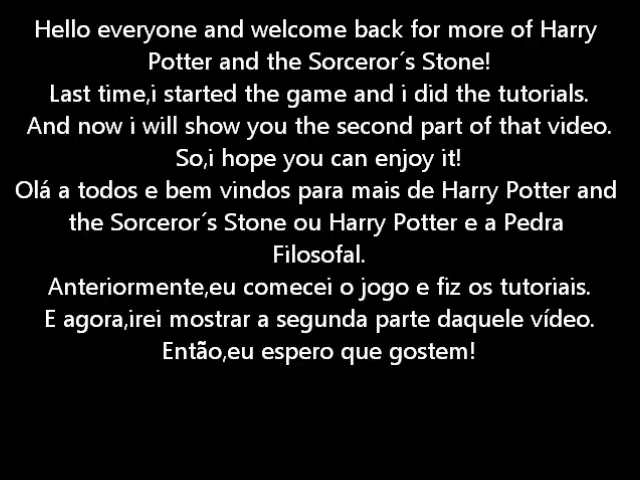 Hello everyone and welcome back for more of Harry
Potter and the Sorceror´s Stone!
Last time,i started the game and i did the tutorials.
And now i will show you the second part of that video.
So,i hope you can enjoy it!
Olá a todos e bem vindos para mais de Harry Potter and
the Sorceror´s Stone ou Harry Potter e a Pedra
Filosofal.
Anteriormente,eu comecei o jogo e fiz os tutoriais.
E agora,irei mostrar a segunda parte daquele vídeo.
Então,eu espero que gostem!